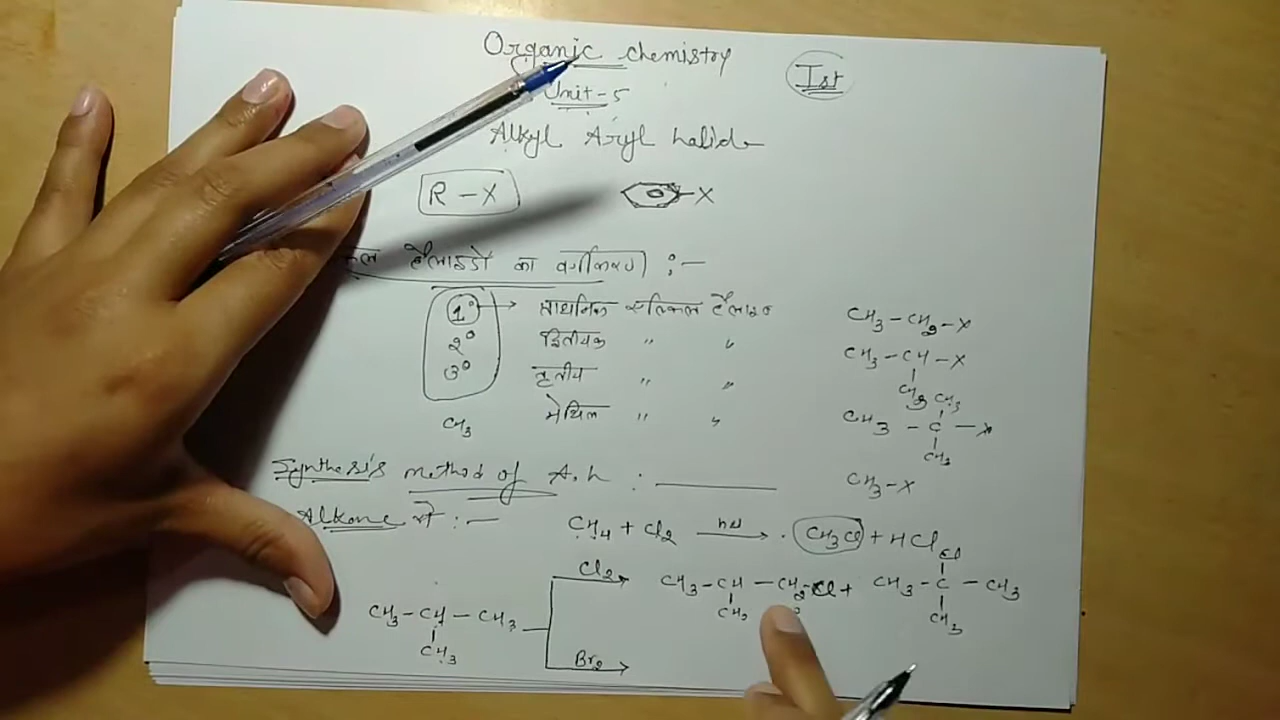 Organic chemistry
Ist
Unit-5
Alkyl Aryl halide
R - X
X
हैलाइडो का वर्गीकरण :-
1° → प्राथमिक एल्किल हैलाइड CH3-CH2-X
2° द्वितीयक " " CH3-CH-X
CH3
3° तृतीय " "
CH3
CH3 - C - X
CH3
CH3 मेथिल " " CH3-X
Synthesis method of A.h : —
Alkane से :- CH4 + Cl2 hυ → CH3Cl + HCl
Cl2 → CH3-CH-CH2-Cl +
CH3
Cl
CH3-C-CH3
CH3
CH3-CH-CH3
CH3
Br2 →